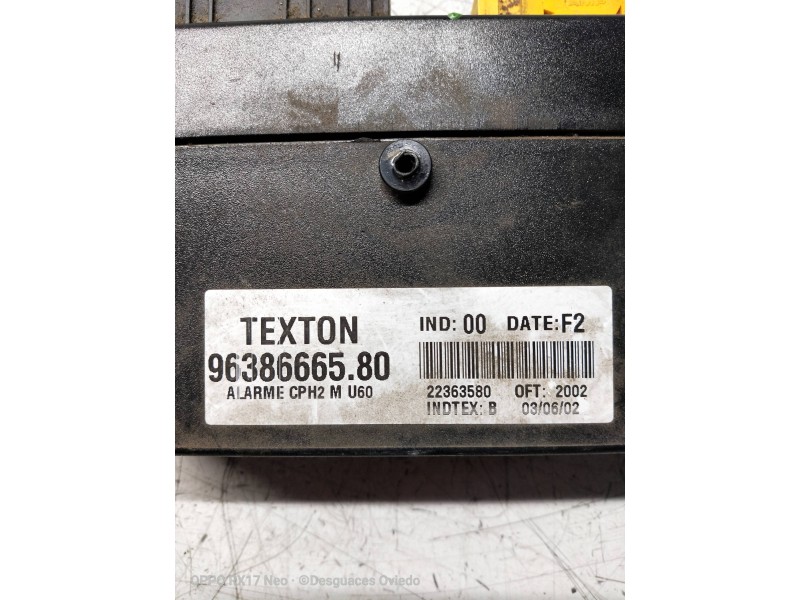 TEXTON
96386665.80
ALARME CPH2 M U60
IND: 00 DATE: F2
22363580 OFT: 2002
INDTEX: B 03/06/02
OPPO RX17 Neo · ©Desguaces Oviedo